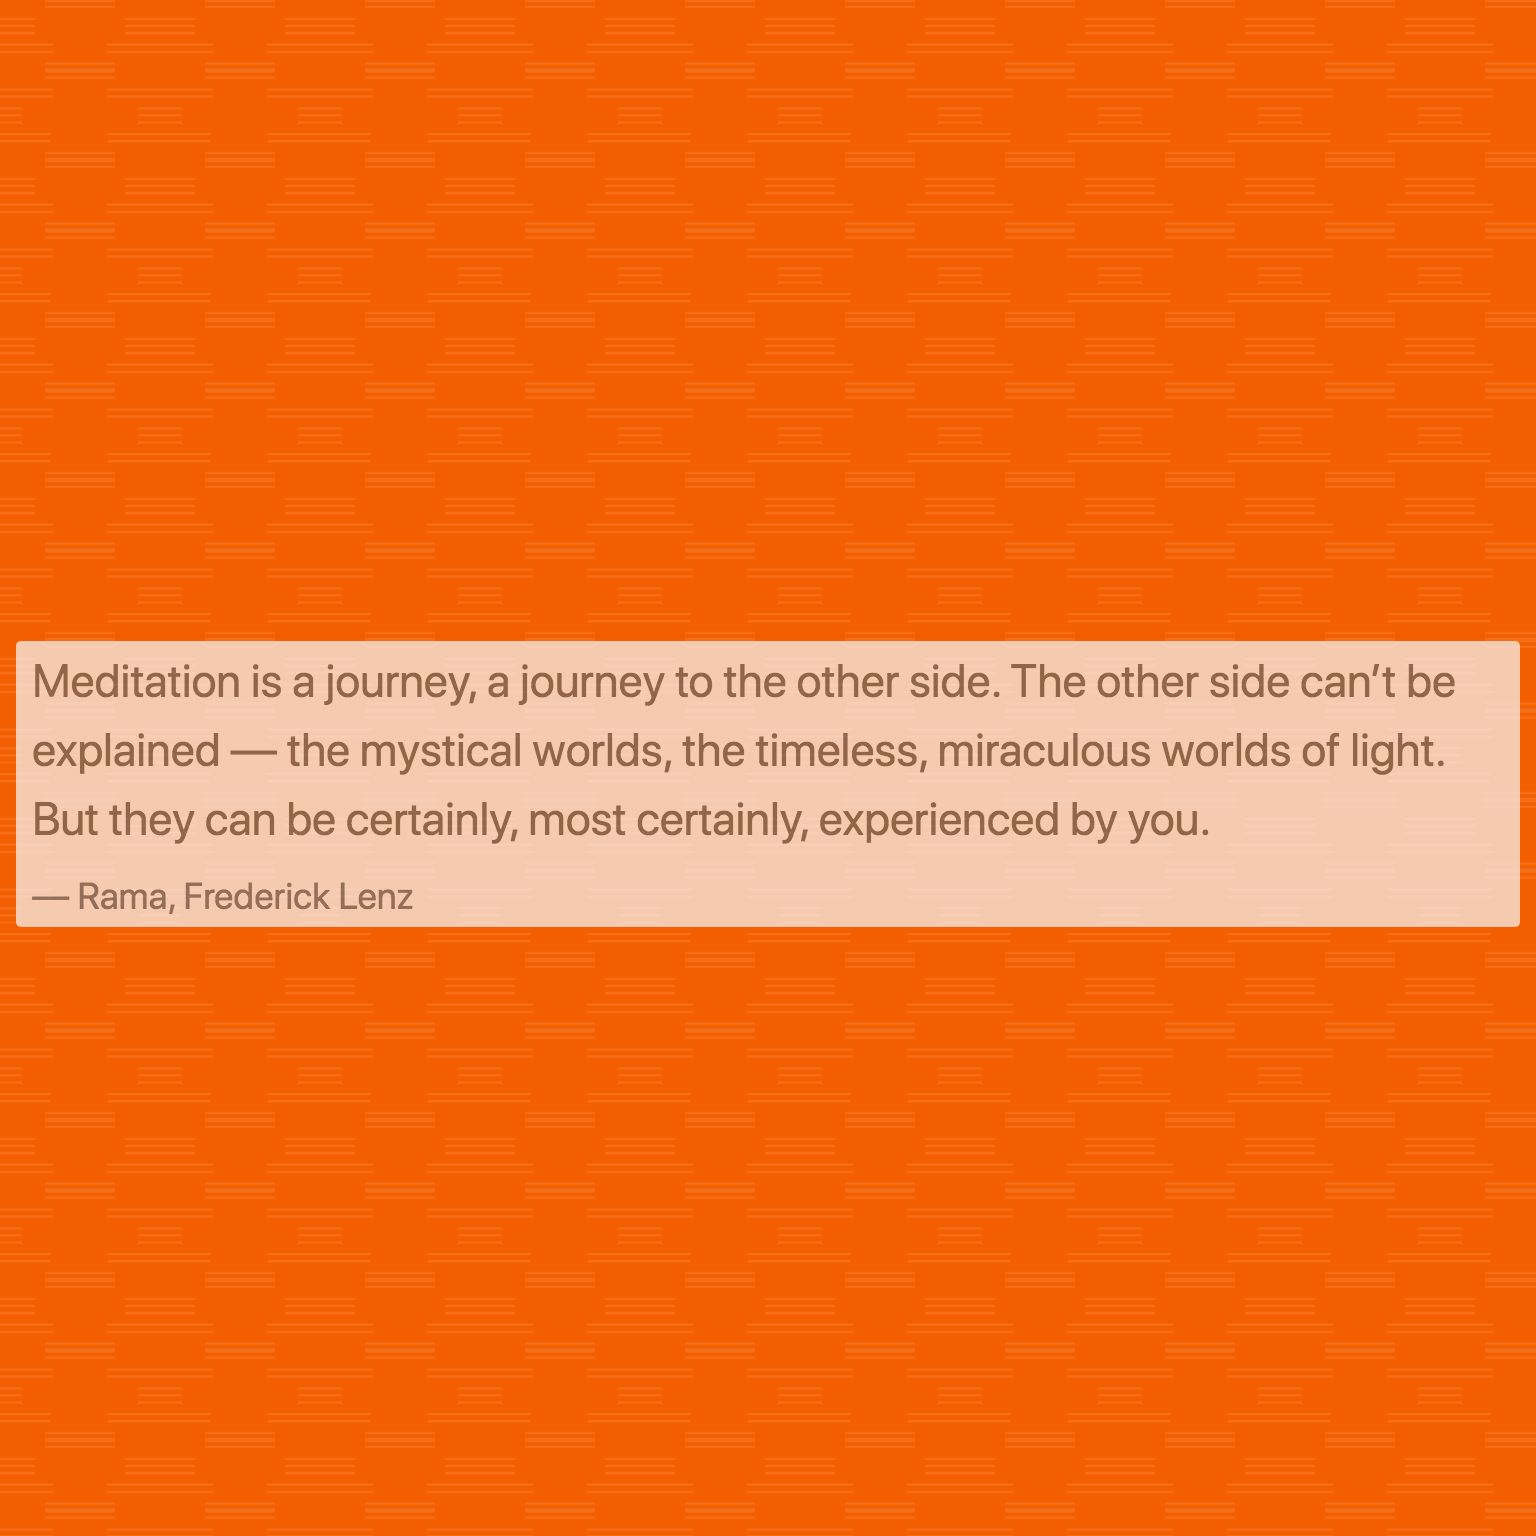 Meditation is a journey, a journey to the other side. The other side can’t be
explained — the mystical worlds, the timeless, miraculous worlds of light.
But they can be certainly, most certainly, experienced by you.
— Rama, Frederick Lenz